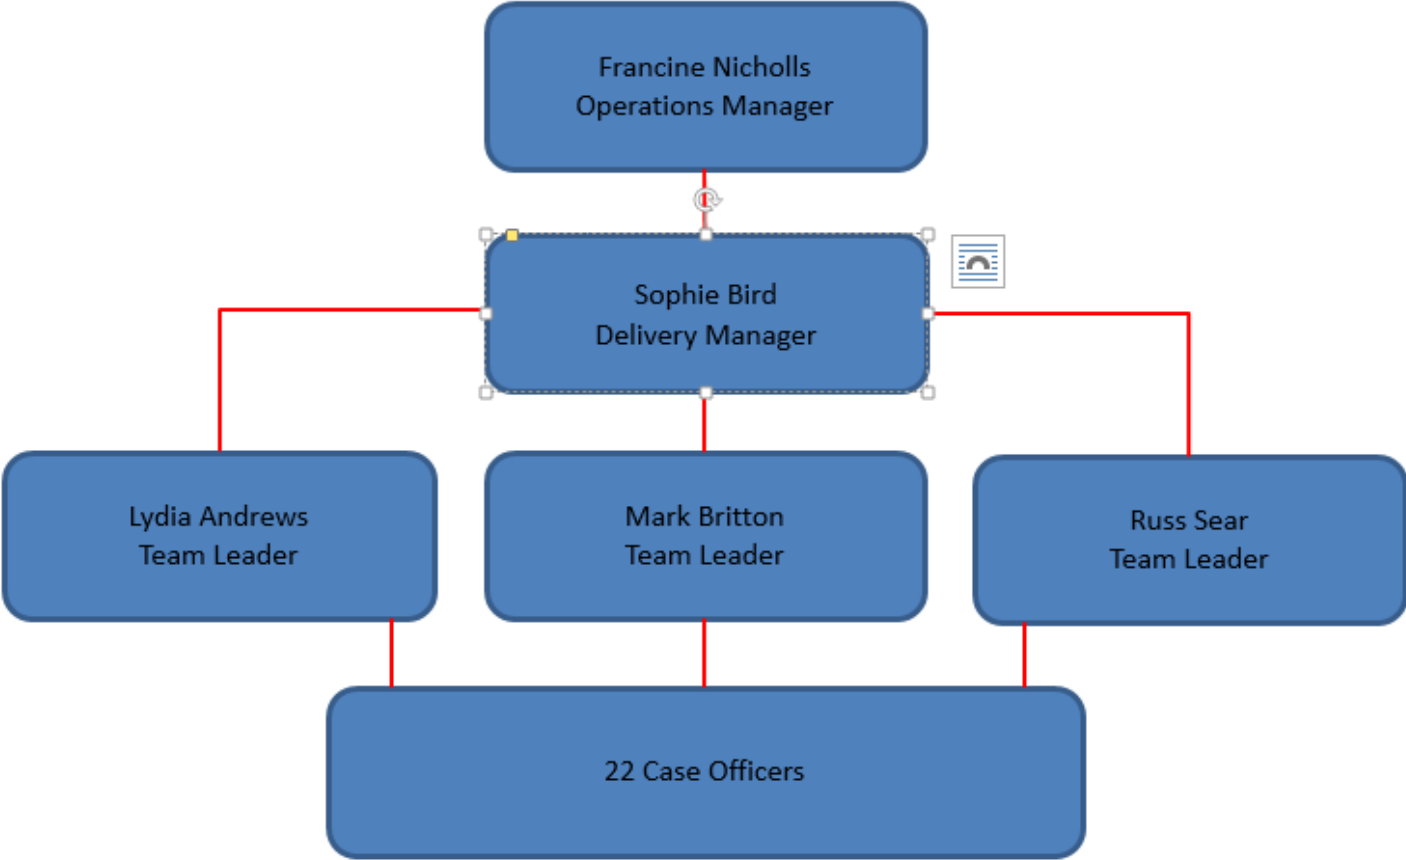 Francine Nicholls
Operations Manager
Sophie Bird
Delivery Manager
Lydia Andrews
Team Leader
Mark Britton
Team Leader
Russ Sear
Team Leader
22 Case Officers